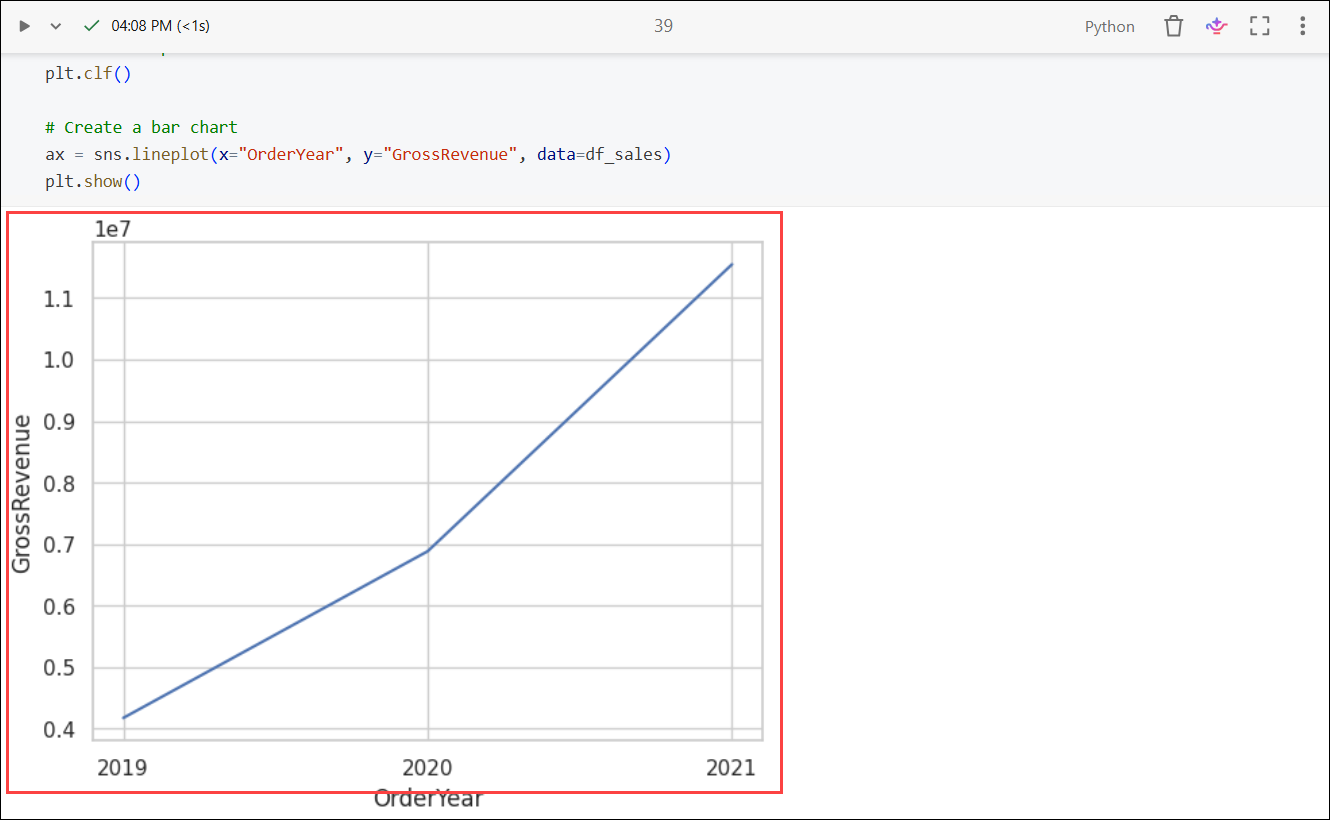 04:08 PM (<1s)
39
Python
plt.clf()
# Create a bar chart
ax = sns.lineplot(x="OrderYear", y="GrossRevenue", data=df_sales)
plt.show()
1e7
1.1
1.0
0.9
0.8
0.7
0.6
0.5
0.4
GrossRevenue
2019 2020 2021
OrderYear